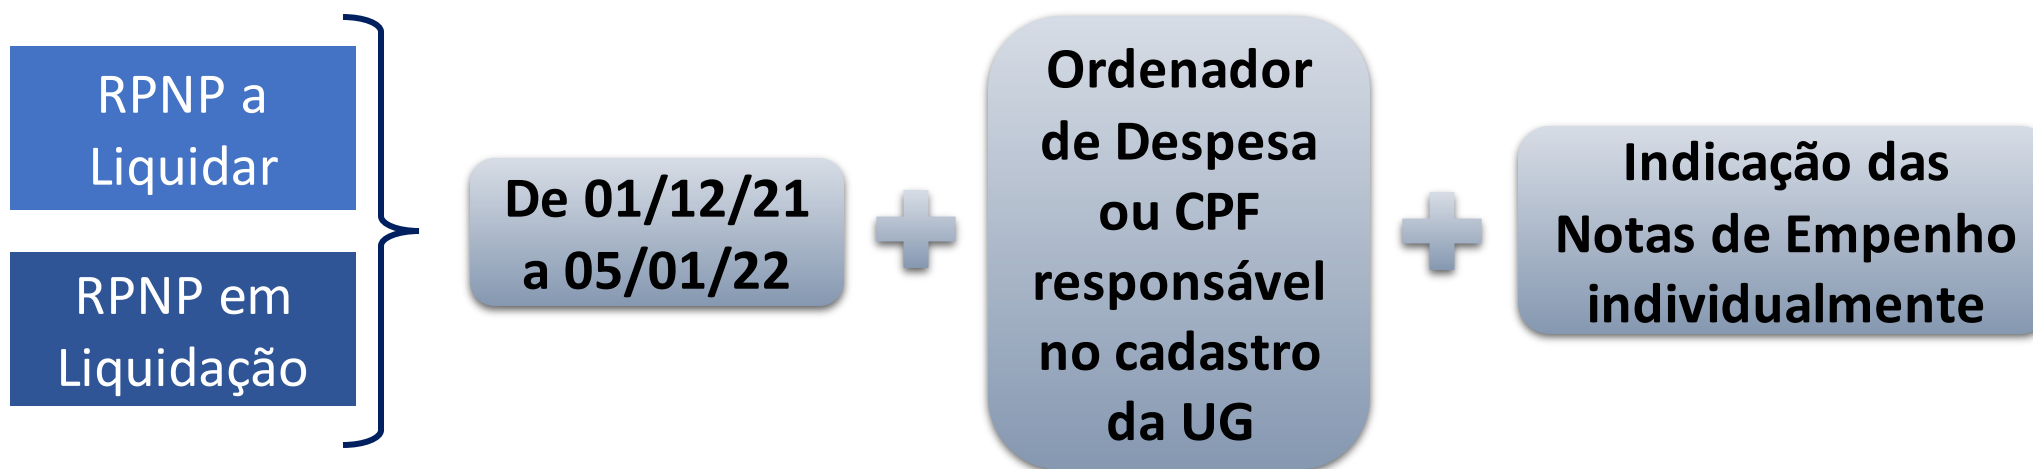 RPNP a
Liquidar
RPNP em
Liquidação
De 01/12/21
a 05/01/22
Ordenador
de Despesa
ou CPF
responsável
no cadastro
da UG
Indicação das
Notas de Empenho
individualmente